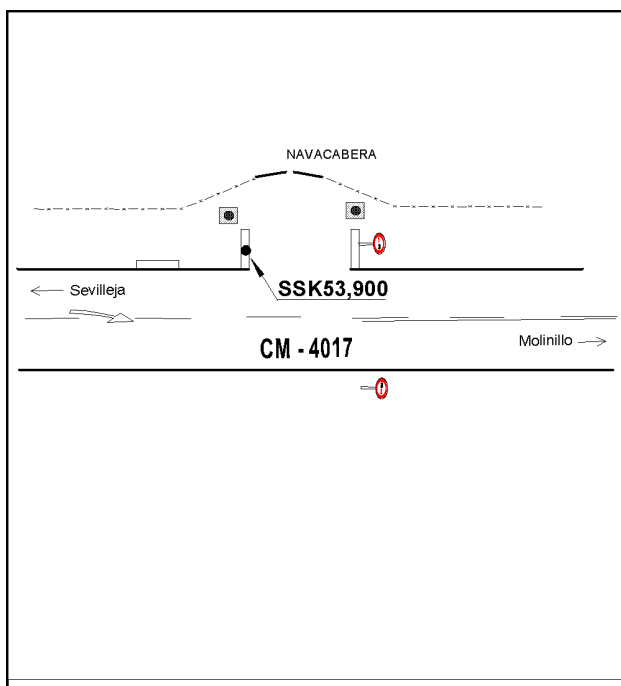 NAVACABERA
SSK53,900
Sevilleja
CM - 4017
Molinillo